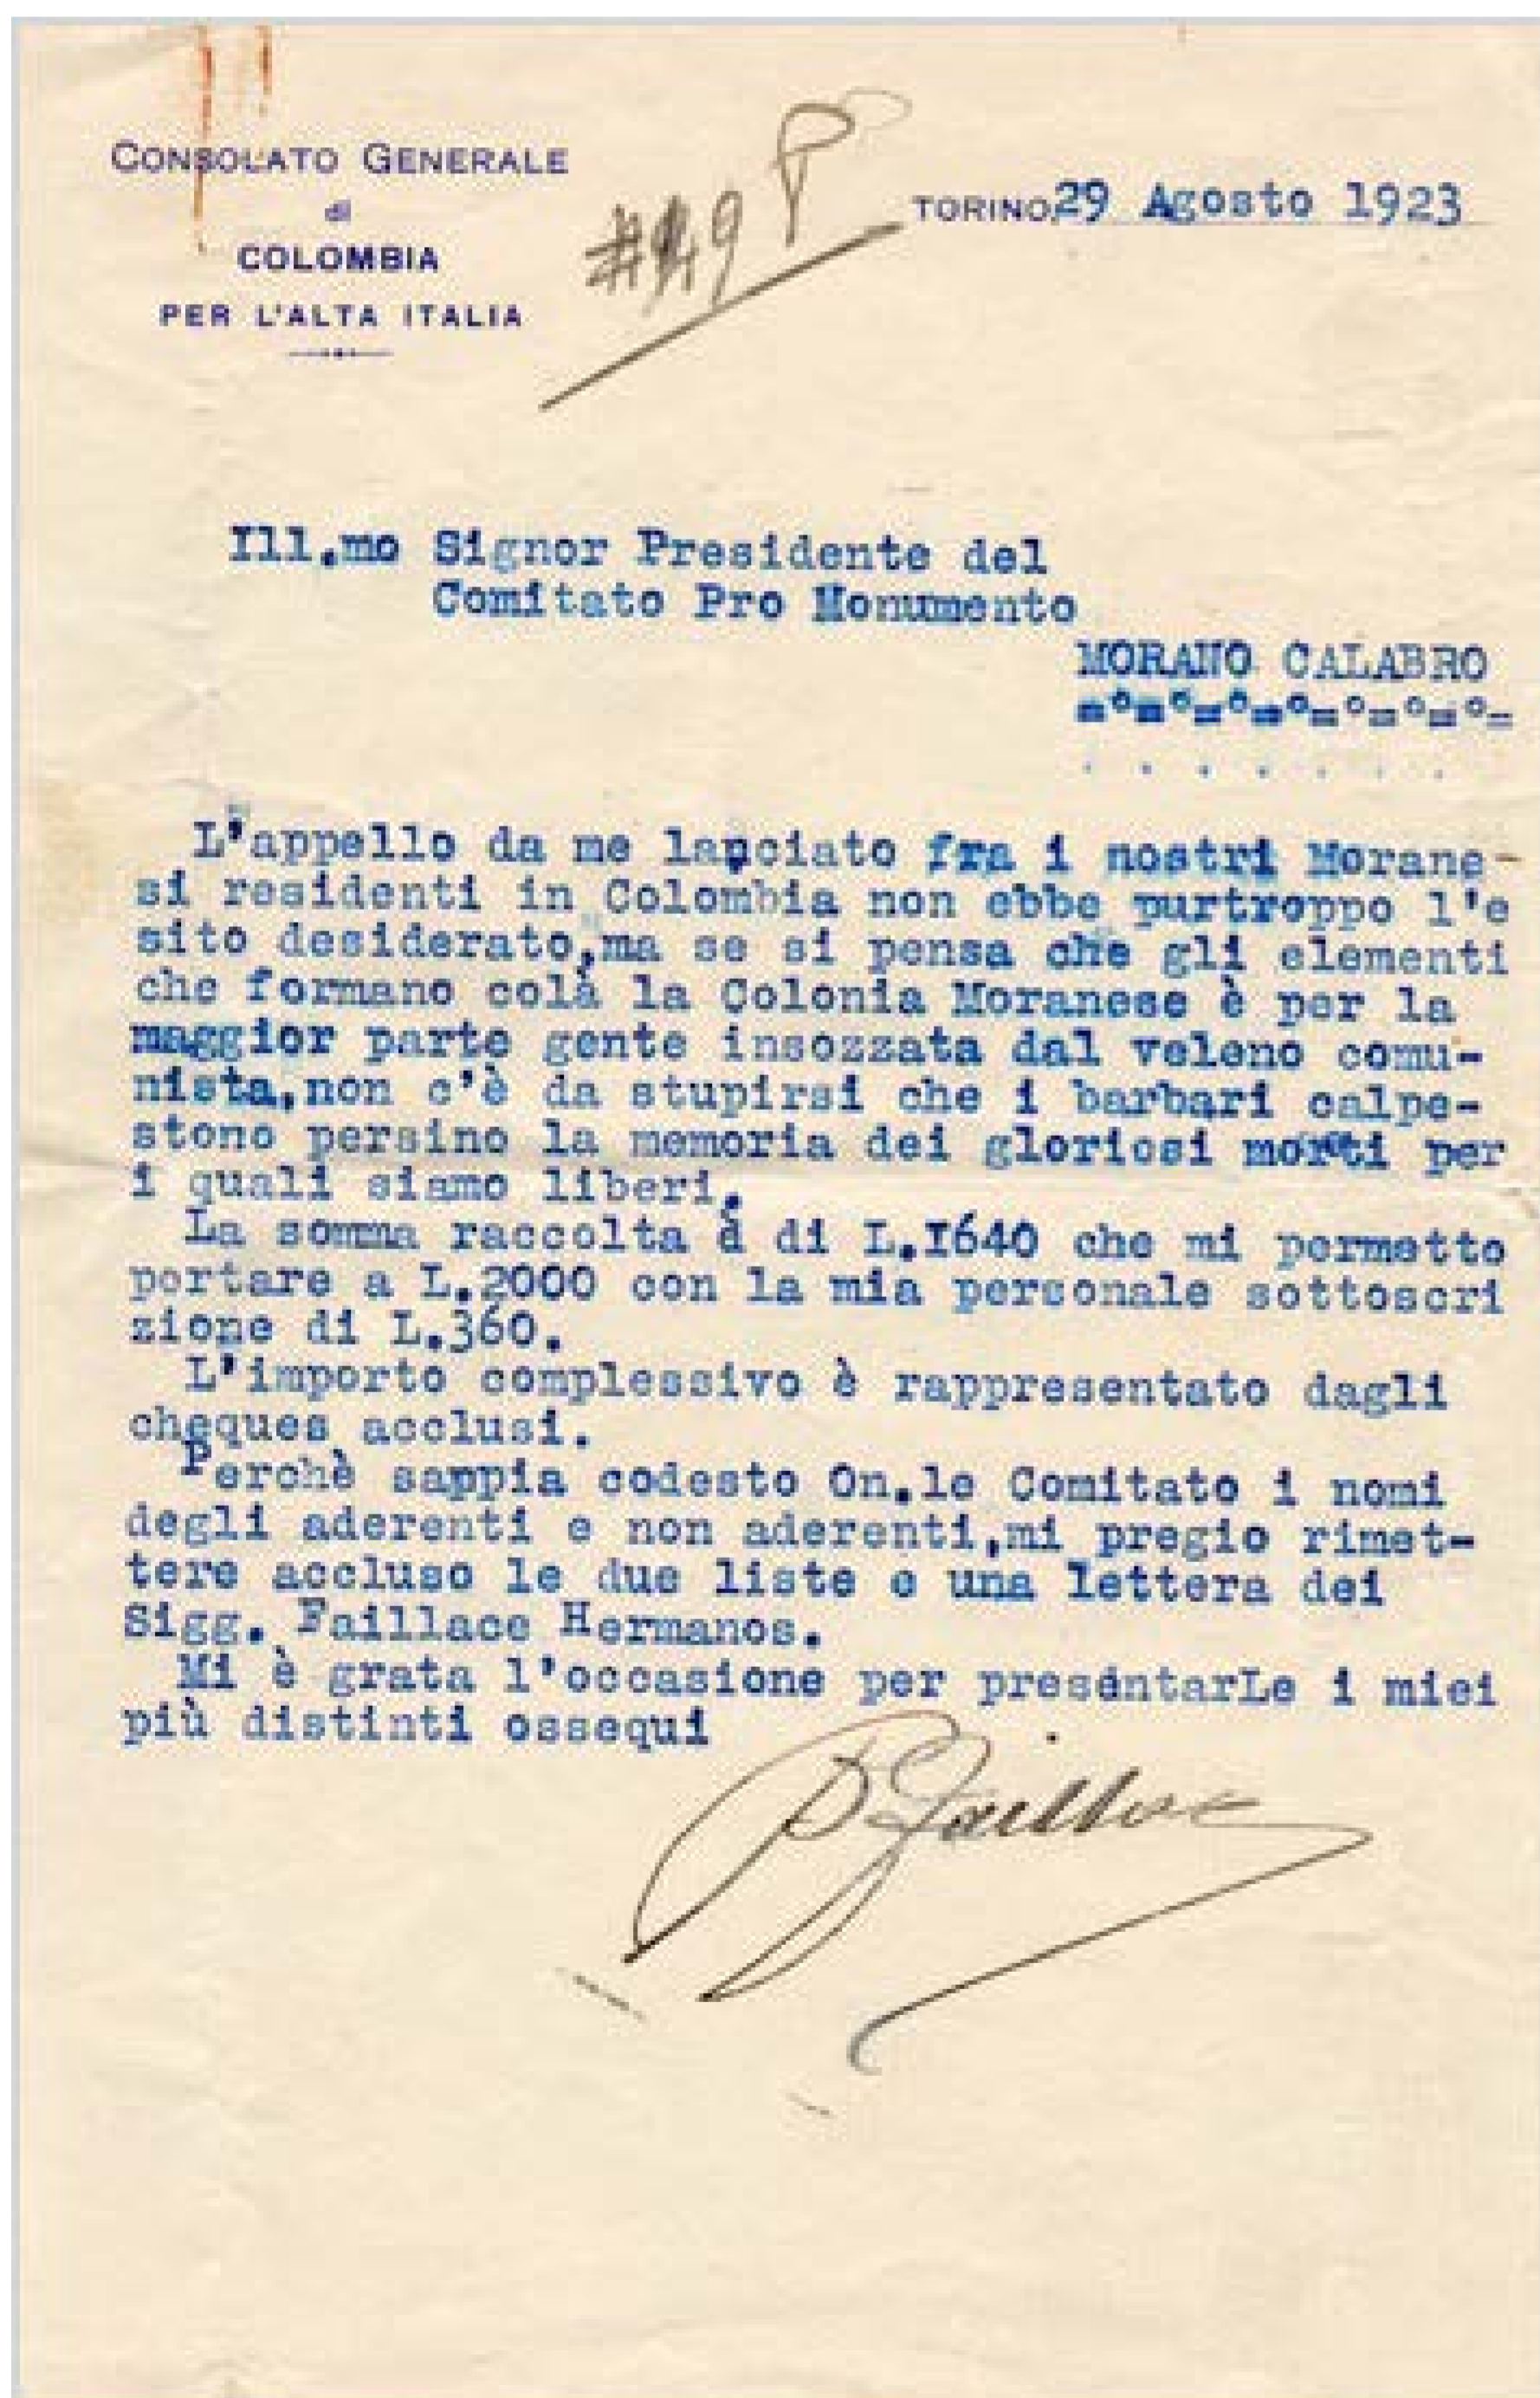 CONSOLATO GENERALE
di
COLOMBIA
PER L'ALTA ITALIA
TORINO, 29 Agosto 1923
Ill.mo Signor Presidente del
Comitato Pro Monumento
MORANO CALABRO
L'appello da me lanciato fra i nostri Morane-
si residenti in Colombia non ebbe purtroppo l'e
sito desiderato,ma se si pensa che gli elementi
che formano colà la Colonia Moranese è per la
maggior parte gente insozzata dal veleno comu-
nista,non c'è da stupirsi che i barbari calpe-
stono persino la memoria dei gloriosi morti per
i quali siamo liberi.
La somma raccolta à di L.I640 che mi permetto
portare a L.2000 con la mia personale sottoscri
zione di L.360.
L'importo complessivo è rappresentato dagli
cheques acclusi.
Perchè sappia codesto On.le Comitato i nomi
degli aderenti e non aderenti,mi pregio rimet-
tere accluso le due liste e una lettera dei
Sigg. Faillace Hermanos.
Mi è grata l'occasione per presentarLe i miei
più distinti ossequi
Faillace